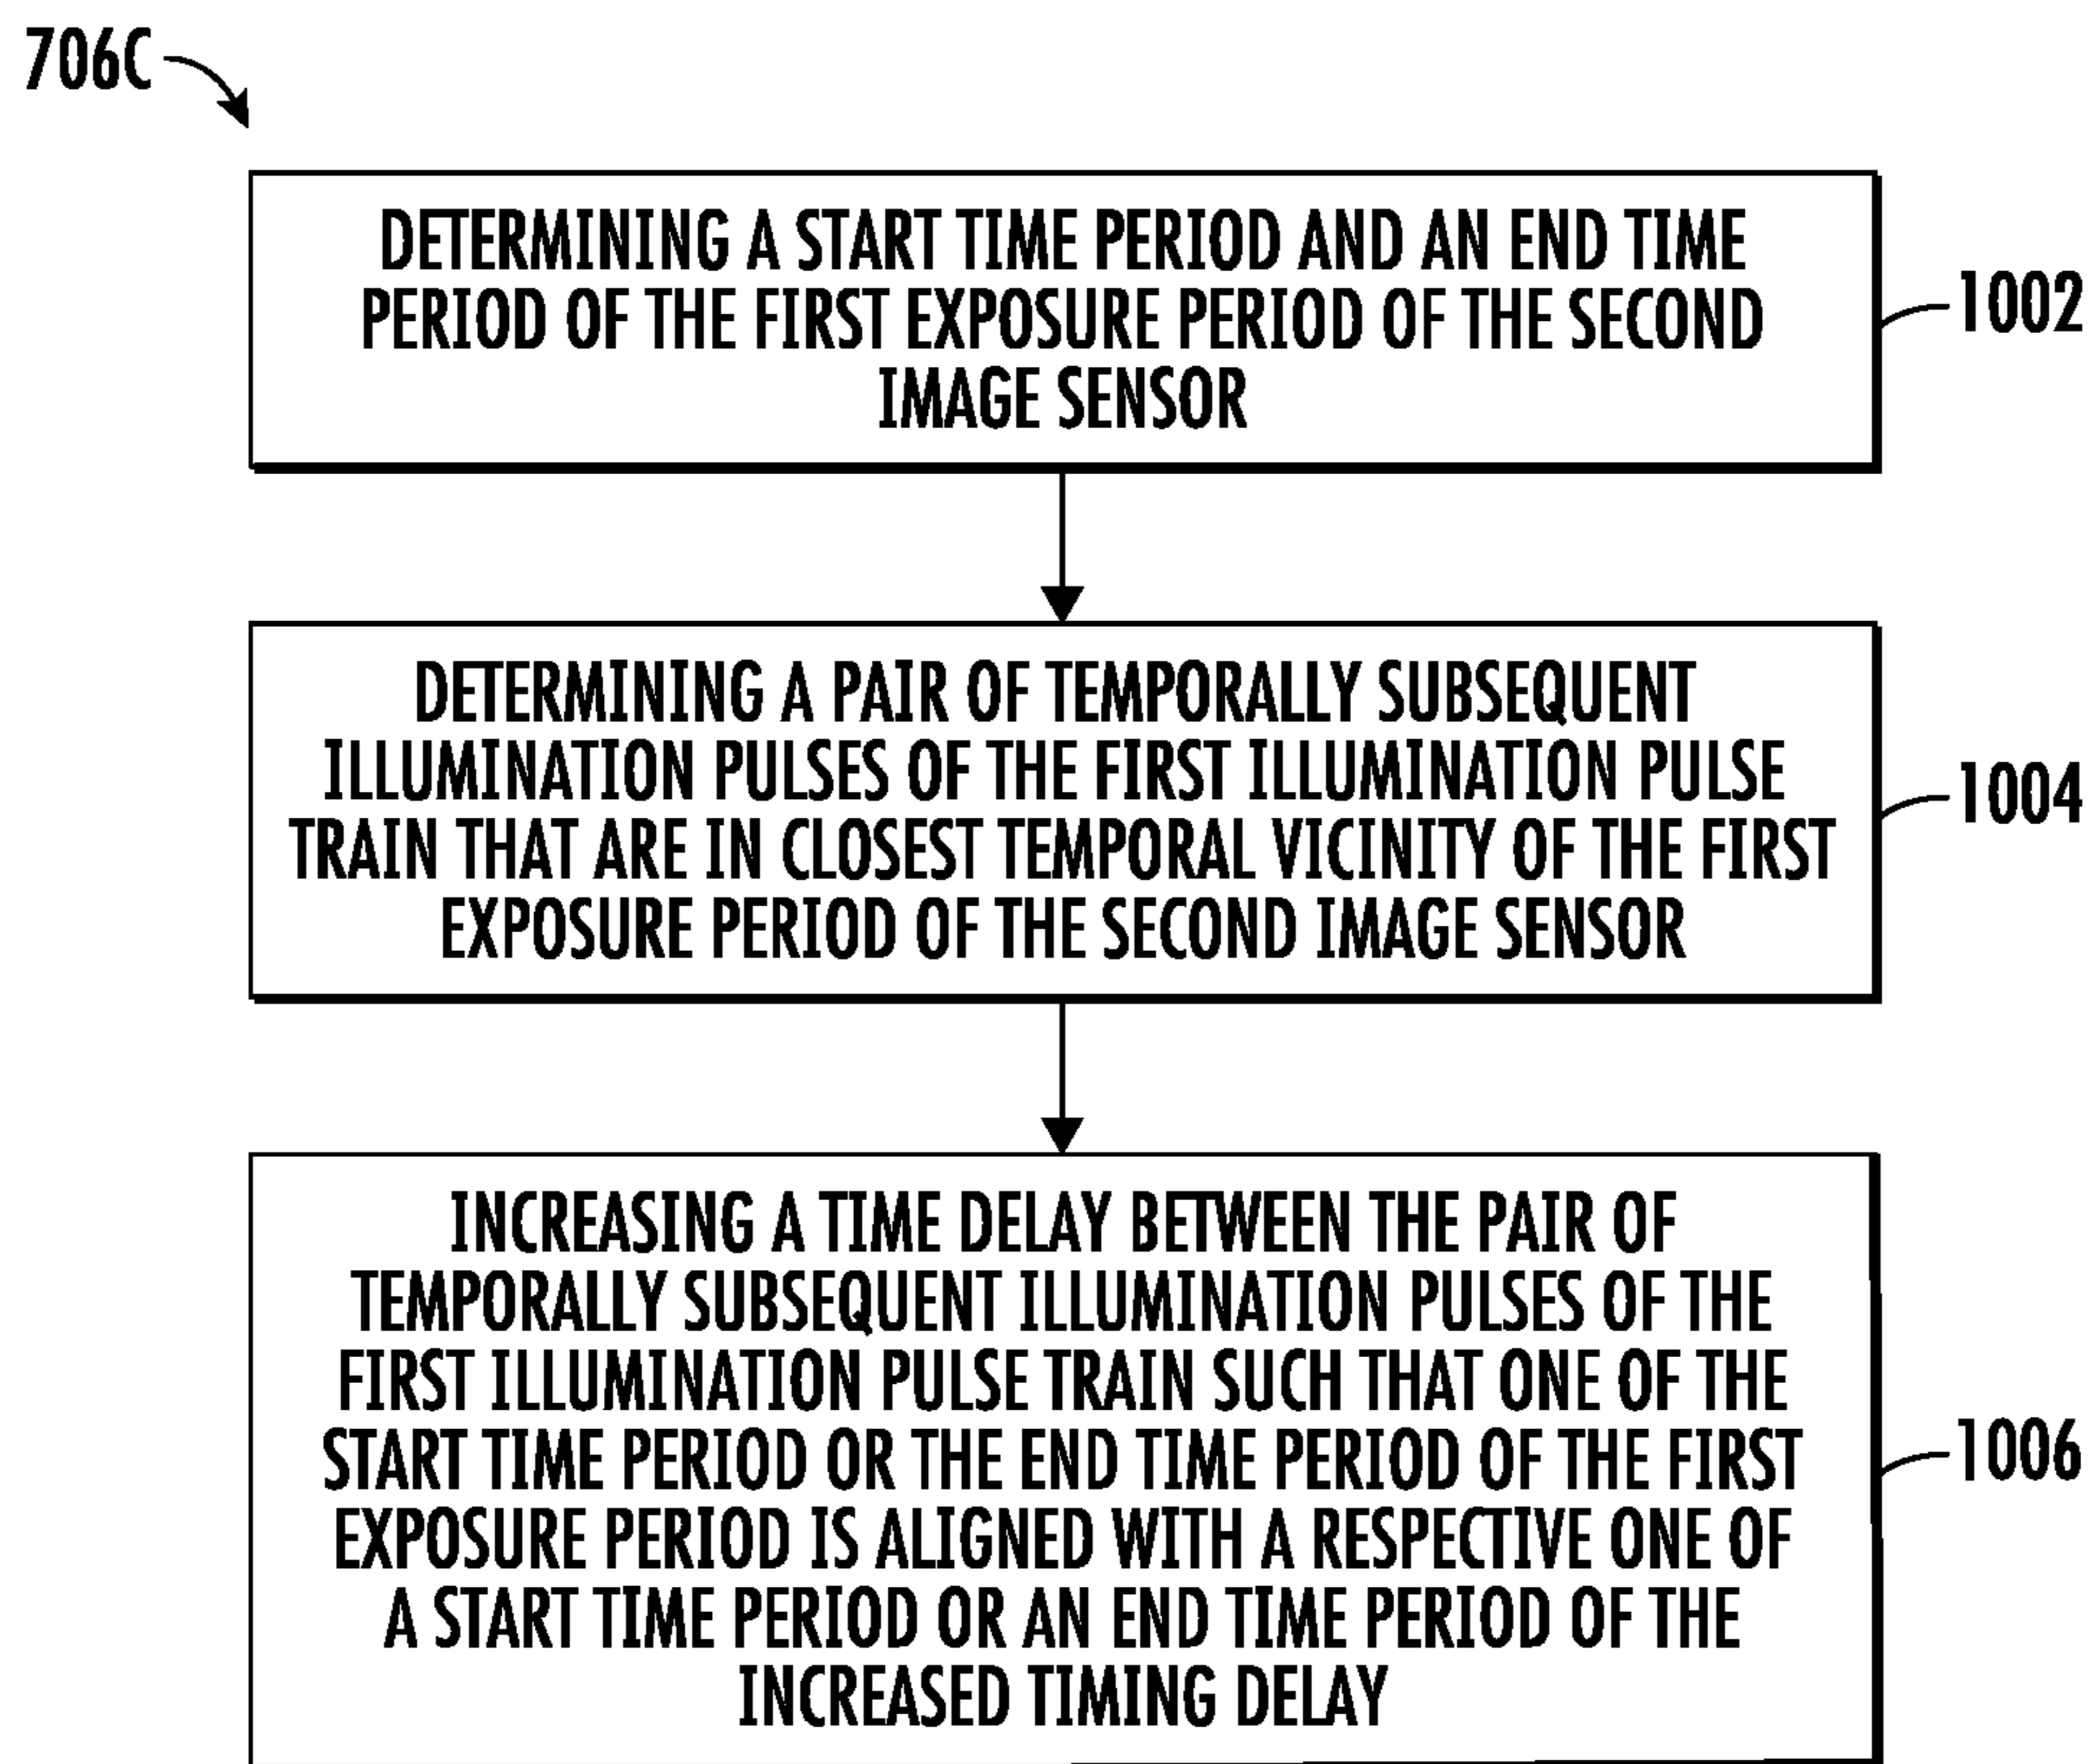 706C
DETERMINING A START TIME PERIOD AND AN END TIME
PERIOD OF THE FIRST EXPOSURE PERIOD OF THE SECOND
IMAGE SENSOR
1002
DETERMINING A PAIR OF TEMPORALLY SUBSEQUENT
ILLUMINATION PULSES OF THE FIRST ILLUMINATION PULSE
TRAIN THAT ARE IN CLOSEST TEMPORAL VICINITY OF THE FIRST
EXPOSURE PERIOD OF THE SECOND IMAGE SENSOR
1004
INCREASING A TIME DELAY BETWEEN THE PAIR OF
TEMPORALLY SUBSEQUENT ILLUMINATION PULSES OF THE
FIRST ILLUMINATION PULSE TRAIN SUCH THAT ONE OF THE
START TIME PERIOD OR THE END TIME PERIOD OF THE FIRST
EXPOSURE PERIOD IS ALIGNED WITH A RESPECTIVE ONE OF
A START TIME PERIOD OR AN END TIME PERIOD OF THE
INCREASED TIMING DELAY
1006